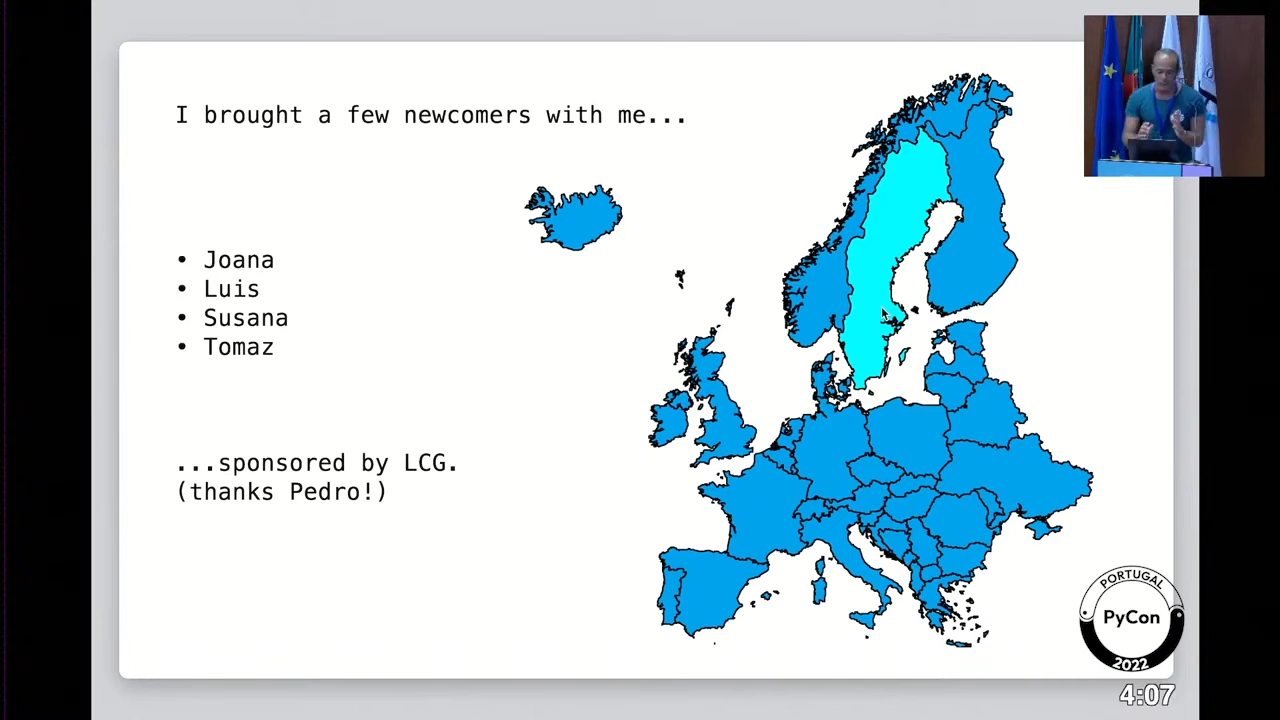 I brought a few newcomers with me...
• Joana
• Luis
• Susana
• Tomaz
...sponsored by LCG.
(thanks Pedro!)
PORTUGAL
PyCon
2022
4:07